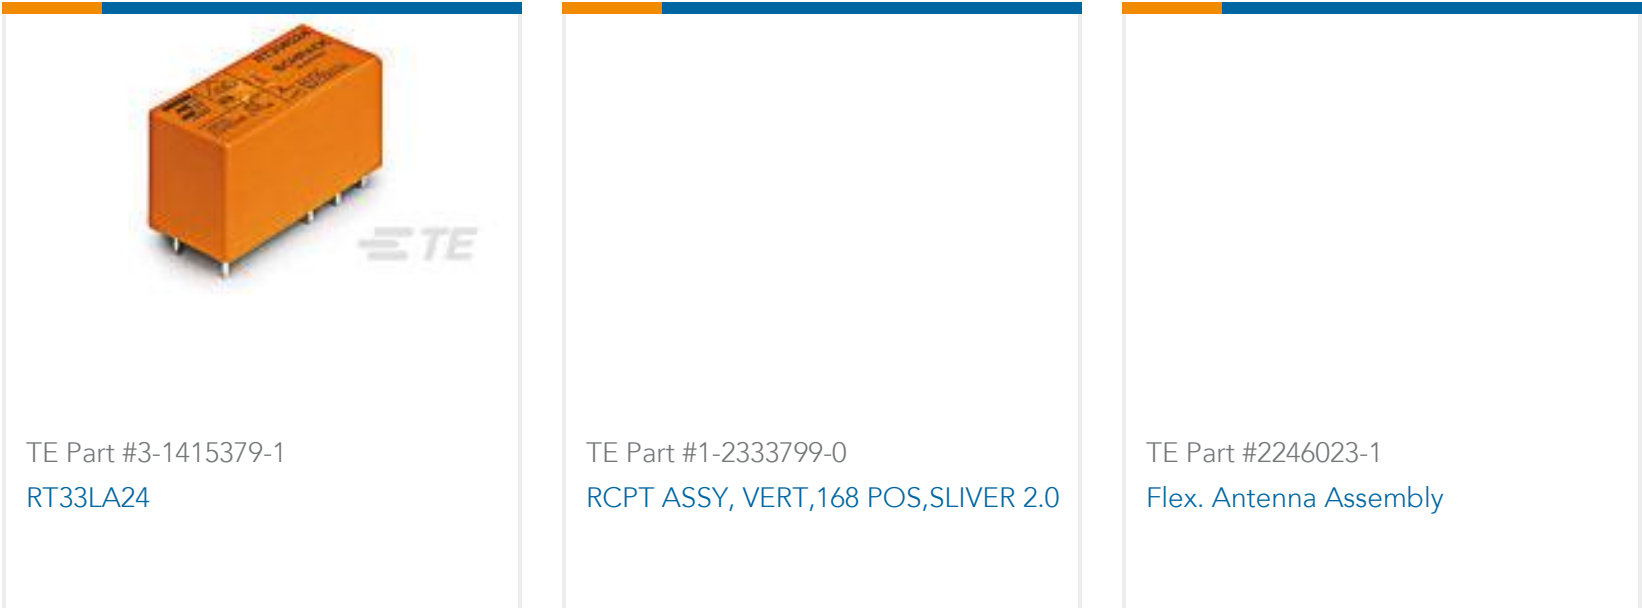 TE
TE Part #3-1415379-1
RT33LA24
TE Part #1-2333799-0
RCPT ASSY, VERT,168 POS,SLIVER 2.0
TE Part #2246023-1
Flex. Antenna Assembly